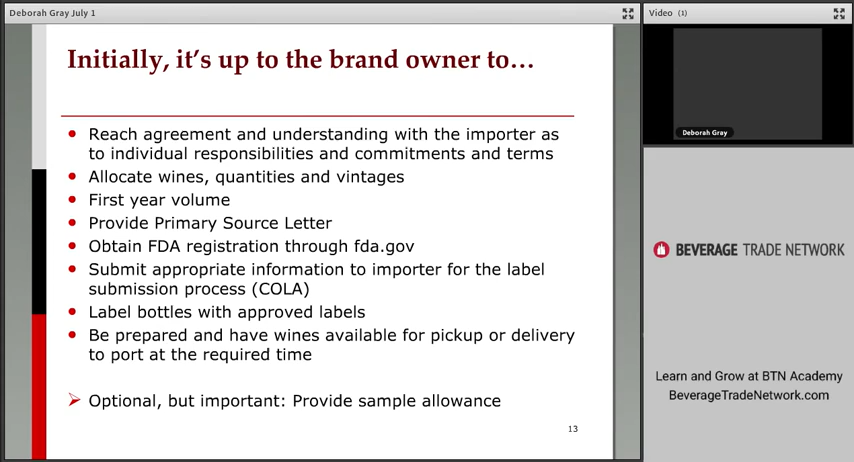 Deborah Gray July 1
Initially, it's up to the brand owner to…
Reach agreement and understanding with the importer as
to individual responsibilities and commitments and terms
Allocate wines, quantities and vintages
First year volume
Provide Primary Source Letter
Obtain FDA registration through fda.gov
Submit appropriate information to importer for the label
submission process (COLA)
Label bottles with approved labels
Be prepared and have wines available for pickup or delivery
to port at the required time
Optional, but important: Provide sample allowance
13
Video (1)
Deborah Gray
BEVERAGE TRADE NETWORK
Learn and Grow at BTN Academy
BeverageTradeNetwork.com